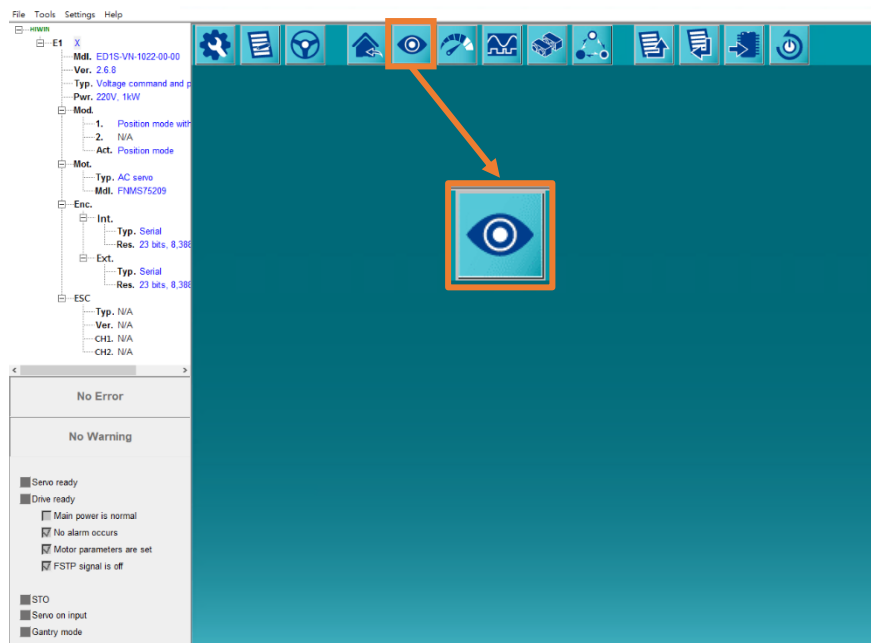 File Tools Settings Help
HIWIN
E1 X
Mdl. ED1S-VN-1022-00-00
Ver. 2.6.8
Typ. Voltage command and p
Pwr. 220V, 1kW
Mod.
1. Position mode with
2. N/A
Act. Position mode
Mot.
Typ. AC servo
Mdl. FNMS75209
Enc.
Int.
Typ. Serial
Res. 23 bits, 8,388
Ext.
Typ. Serial
Res. 23 bits, 8,388
ESC
Typ. N/A
Ver. N/A
CH1. N/A
CH2. N/A
No Error
No Warning
Servo ready
Drive ready
Main power is normal
No alarm occurs
Motor parameters are set
FSTP signal is off
STO
Servo on input
Gantry mode